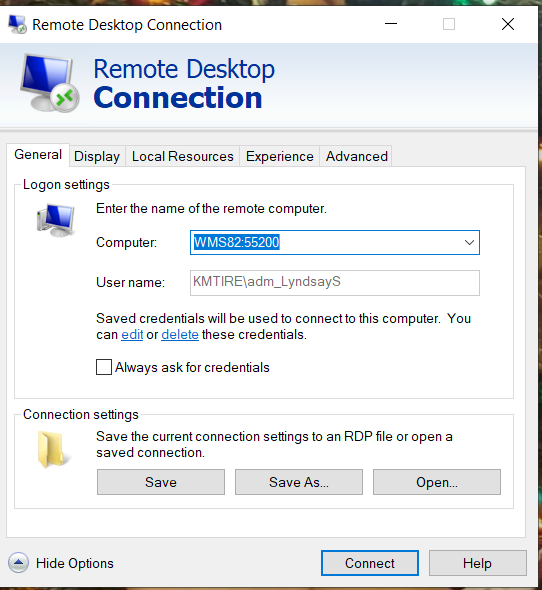 Remote Desktop Connection
Remote Desktop
Connection
General Display Local Resources Experience Advanced
Logon settings
Enter the name of the remote computer.
Computer: WMS82:55200
User name: KMTIRE\adm_LyndsayS
Saved credentials will be used to connect to this computer. You
can edit or delete these credentials.
Always ask for credentials
Connection settings
Save the current connection settings to an RDP file or open a
saved connection.
Save Save As... Open...
Hide Options Connect Help